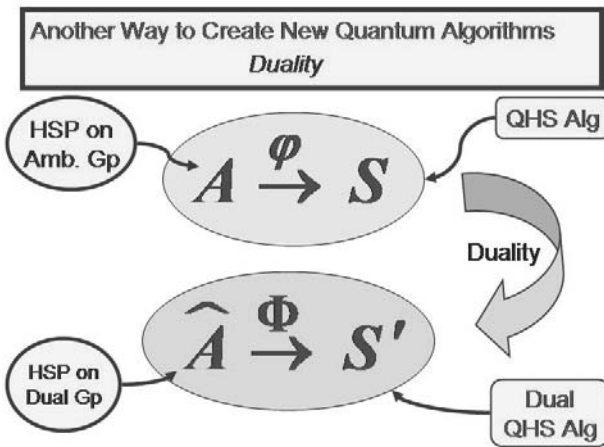 Another Way to Create New Quantum Algorithms
Duality
HSP on
Amb. Gp
QHS Alg
φ
A → S
Duality
Φ
Â → S′
HSP on
Dual Gp
Dual
QHS Alg